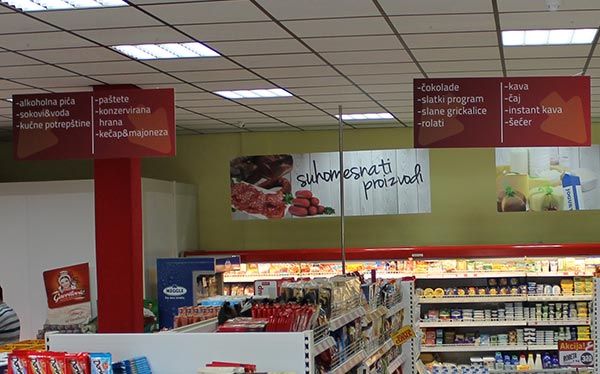 -alkoholna pića
-sokovi&voda
-kućne potrepštine
-paštete
-konzervirana
hrana
-kečap&majoneza
-čokolade
-slatki program
-slane grickalice
-rolati
-kava
-čaj
-instant kava
-šećer
suhomesnati
proizvodi
NÖGGLE
Akcija!